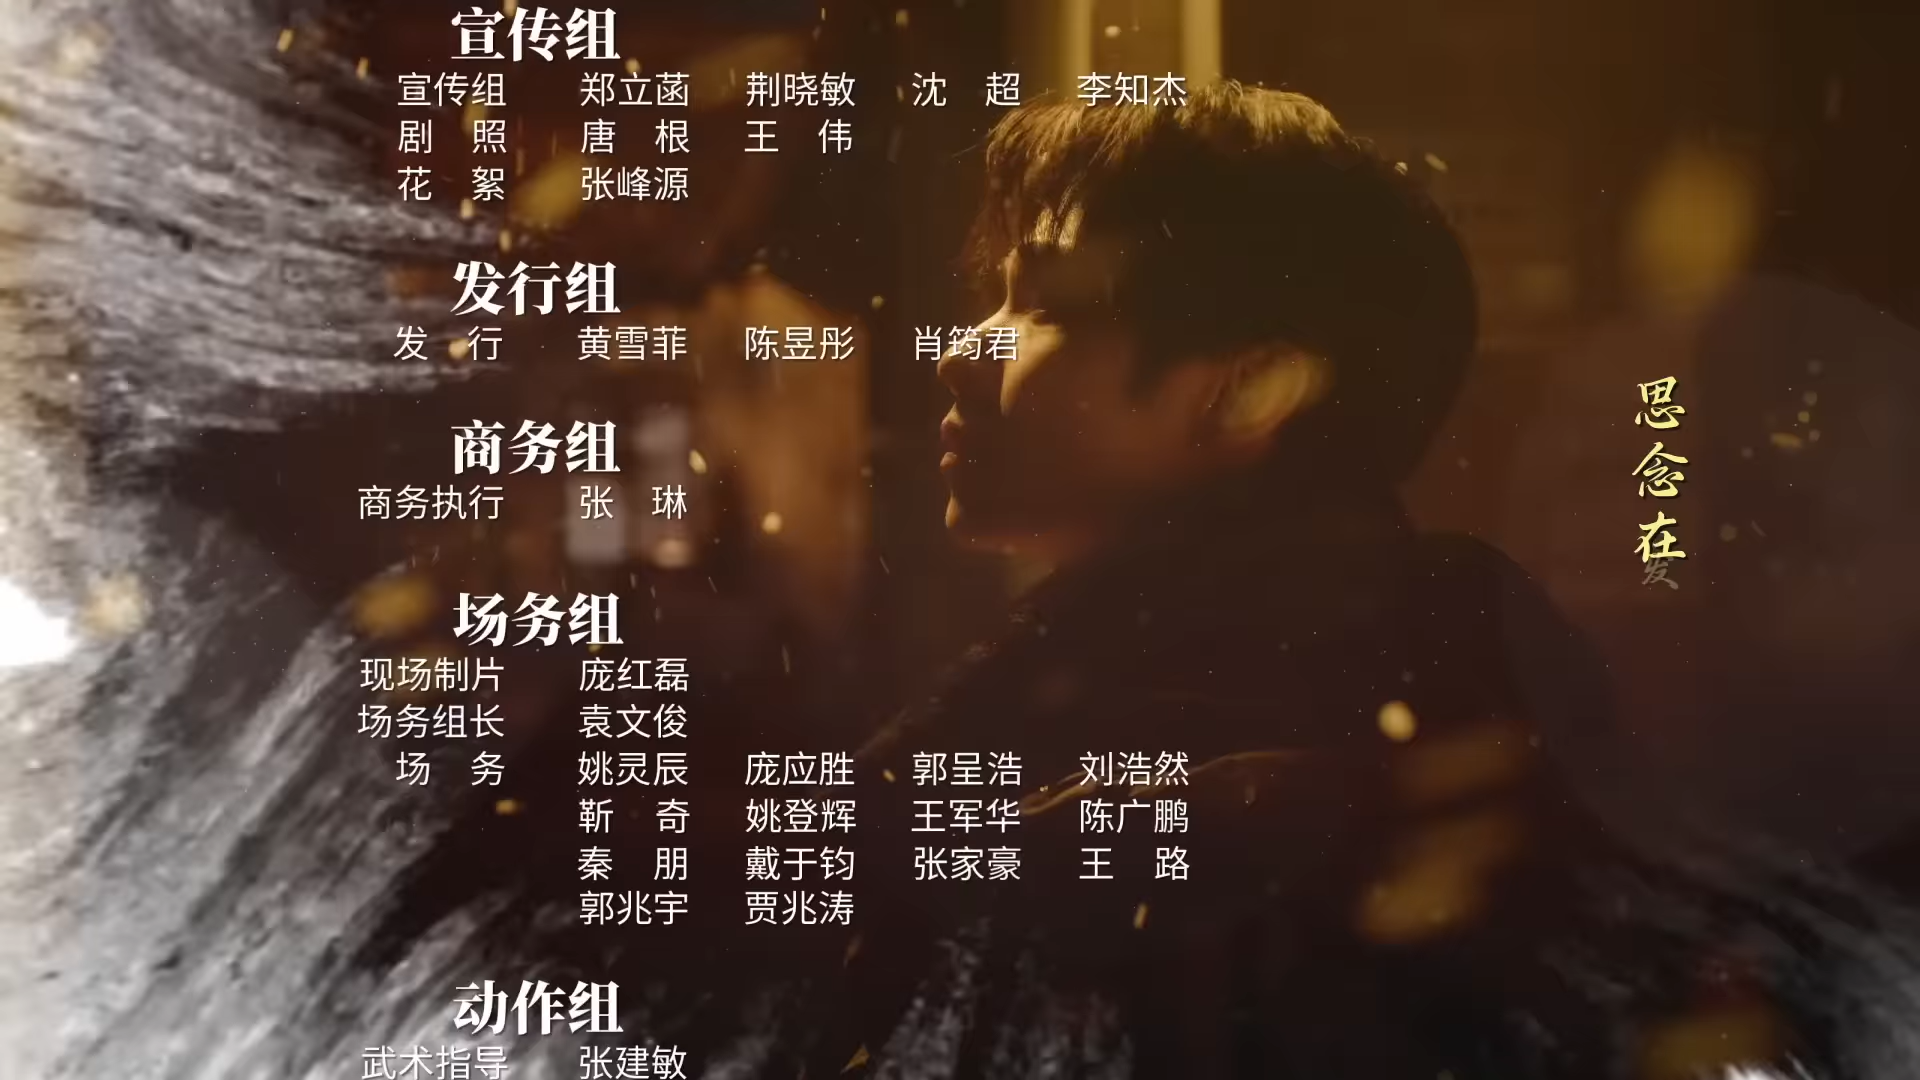 宣传组
宣传组 郑立菡 荆晓敏 沈 超 李知杰
剧 照 唐 根 王 伟
花 絮 张峰源
发行组
发 行 黄雪菲 陈昱彤 肖筠君
商务组
商务执行 张 琳
场务组
现场制片 庞红磊
场务组长 袁文俊
场 务 姚灵辰 庞应胜 郭呈浩 刘浩然
靳 奇 姚登辉 王军华 陈广鹏
秦 朋 戴于钧 张家豪 王 路
郭兆宇 贾兆涛
动作组
武术指导 张建敏
思念在发